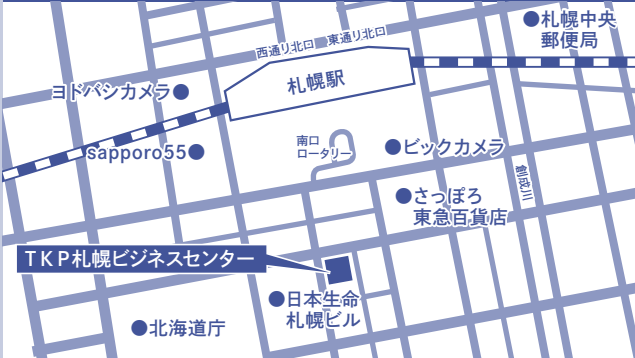 札幌中央
郵便局
西通り北口 東通り北口
札幌駅
ヨドバシカメラ
sapporo55
南口
ロータリー
ビックカメラ
創成川
さっぽろ
東急百貨店
TKP札幌ビジネスセンター
日本生命
札幌ビル
北海道庁